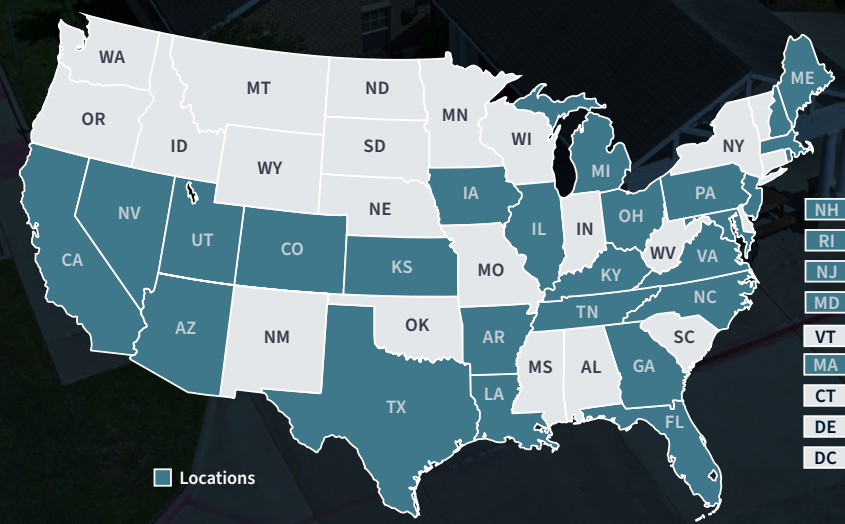 WA
MT
ND
MN
OR
ID
WY
SD
WI
MI
ME
NY
NE
IA
PA
NV
UT
CO
KS
MO
IL
IN
OH
WV
VA
CA
KY
NC
TN
AZ
NM
OK
AR
SC
TX
LA
MS
AL
GA
FL
NH
RI
NJ
MD
VT
MA
CT
DE
DC
Locations